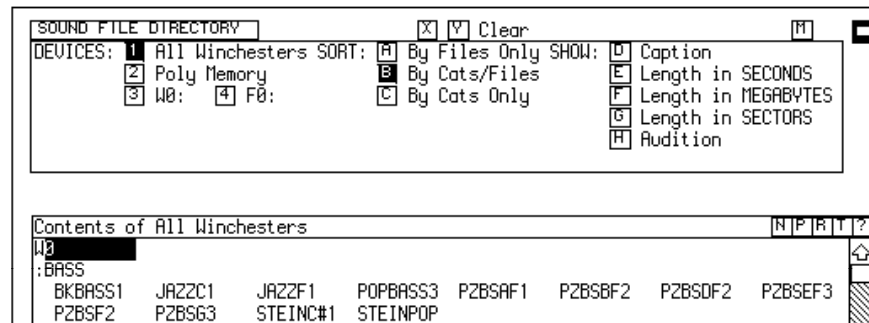 SOUND FILE DIRECTORY X Y Clear M
DEVICES: 1 All Winchesters SORT: A By Files Only SHOW: D Caption
2 Poly Memory B By Cats/Files E Length in SECONDS
3 W0: 4 F0: C By Cats Only F Length in MEGABYTES
G Length in SECTORS
H Audition
Contents of All Winchesters N P R T ?
W0
:BASS
BKBASS1 JAZZC1 JAZZF1 POPBASS3 PZBSAF1 PZBSBF2 PZBSDF2 PZBSEF3
PZBSF2 PZBSG3 STEINC#1 STEINPOP